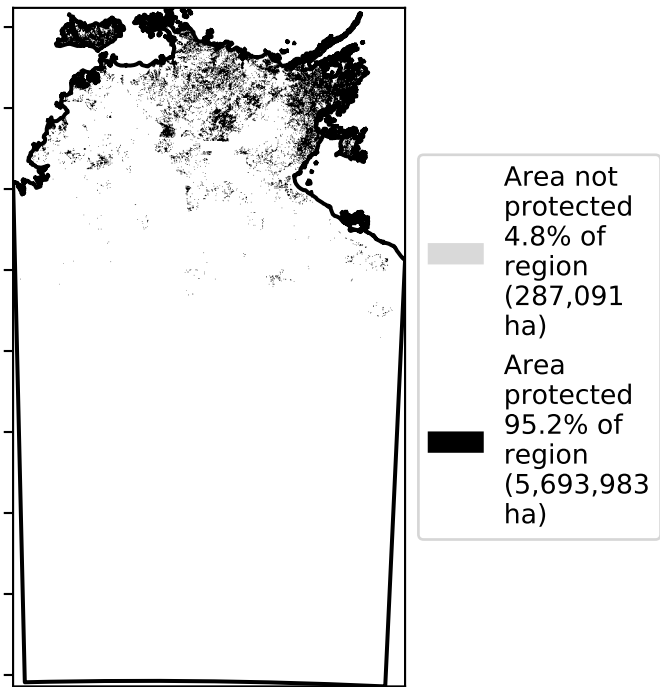 Area not
protected
4.8% of
region
(287,091
ha)
Area
protected
95.2% of
region
(5,693,983
ha)